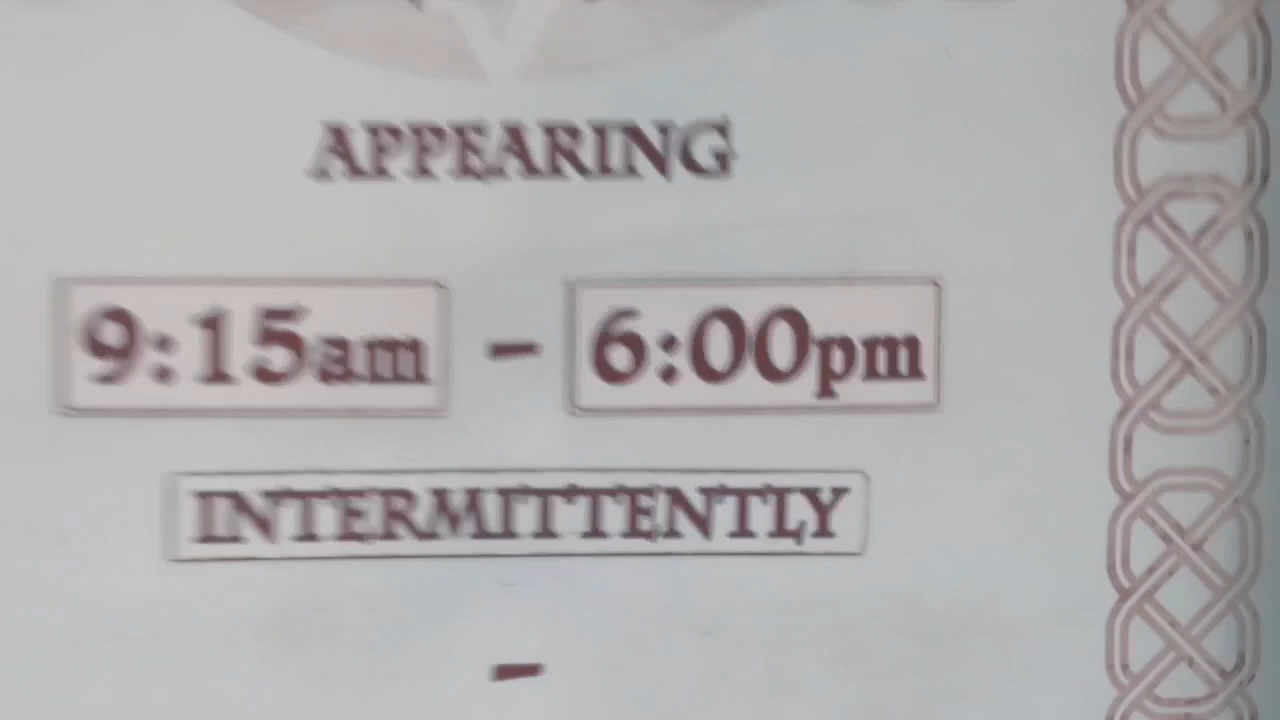 APPEARING
9:15am – 6:00pm
INTERMITTENTLY
–